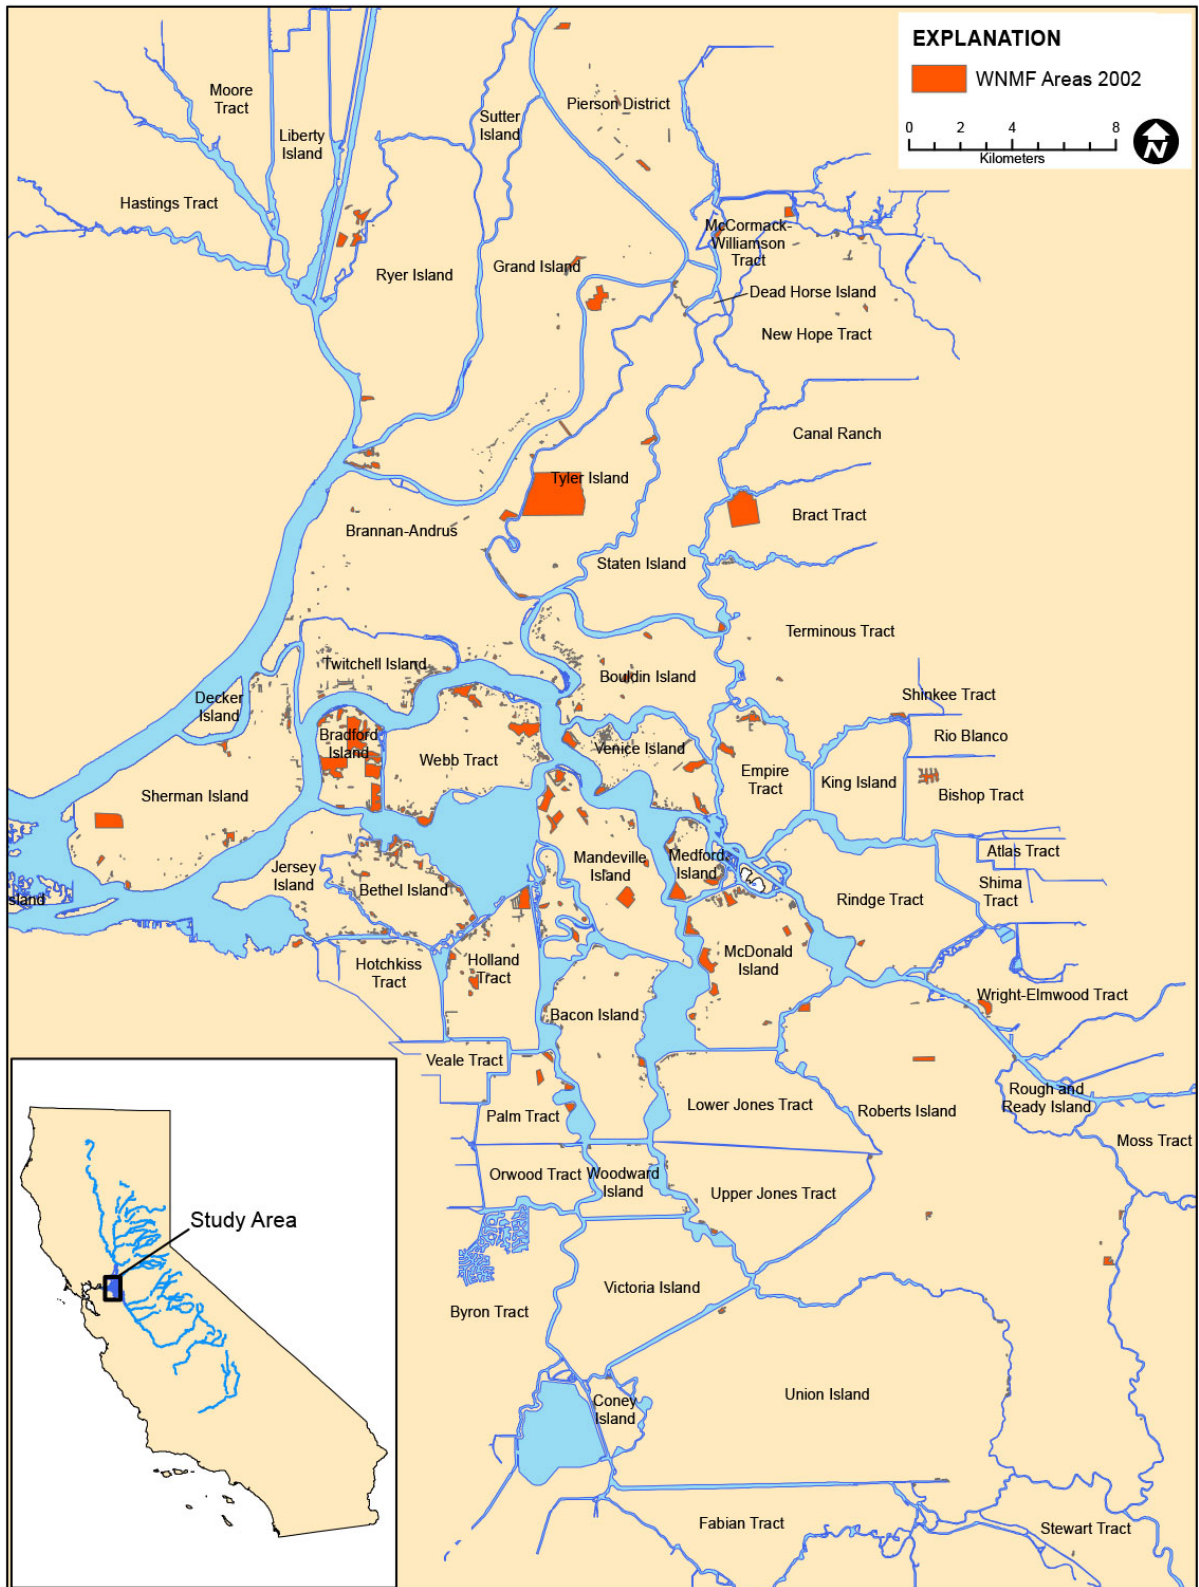 EXPLANATION
WNMF Areas 2002
0 2 4 8
Kilometers
N
Moore
Tract
Liberty
Island
Sutter
Island
Pierson District
Hastings Tract
McCormack-
Williamson
Tract
Ryer Island
Grand Island
Dead Horse Island
New Hope Tract
Canal Ranch
Tyler Island
Bract Tract
Brannan-Andrus
Staten Island
Terminous Tract
Twitchell Island
Bouldin Island
Shinkee Tract
Decker
Island
Bradford
Island
Rio Blanco
Venice Island
Webb Tract
Empire
Tract
King Island
Bishop Tract
Sherman Island
Atlas Tract
Mandeville
Island
Medford
Island
Jersey
Island
Bethel Island
Shima
Tract
sland
Rindge Tract
McDonald
Island
Hotchkiss
Tract
Holland
Tract
Wright-Elmwood Tract
Bacon Island
Veale Tract
Rough and
Ready Island
Lower Jones Tract
Roberts Island
Palm Tract
Moss Tract
Orwood Tract
Woodward
Island
Upper Jones Tract
Study Area
Victoria Island
Byron Tract
Union Island
Coney
Island
Fabian Tract
Stewart Tract